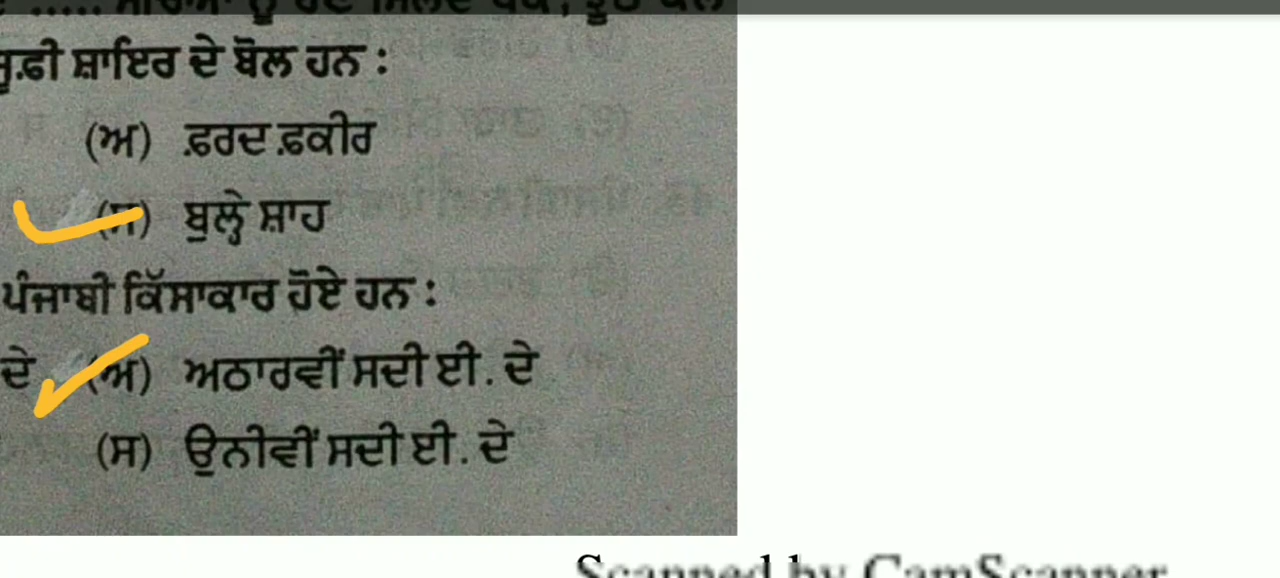 ਸੂਫ਼ੀ ਸ਼ਾਇਰ ਦੇ ਬੋਲ ਹਨ :
(ਅ) ਫ਼ਰਦ ਫ਼ਕੀਰ
(ਸ) ਬੁਲ੍ਹੇ ਸ਼ਾਹ
ਪੰਜਾਬੀ ਕਿੱਸਾਕਾਰ ਹੋਏ ਹਨ :
ਦੇ (ਅ) ਅਠਾਰਵੀਂ ਸਦੀ ਈ. ਦੇ
(ਸ) ਉਨੀਵੀਂ ਸਦੀ ਈ. ਦੇ
Scanned by CamScanner